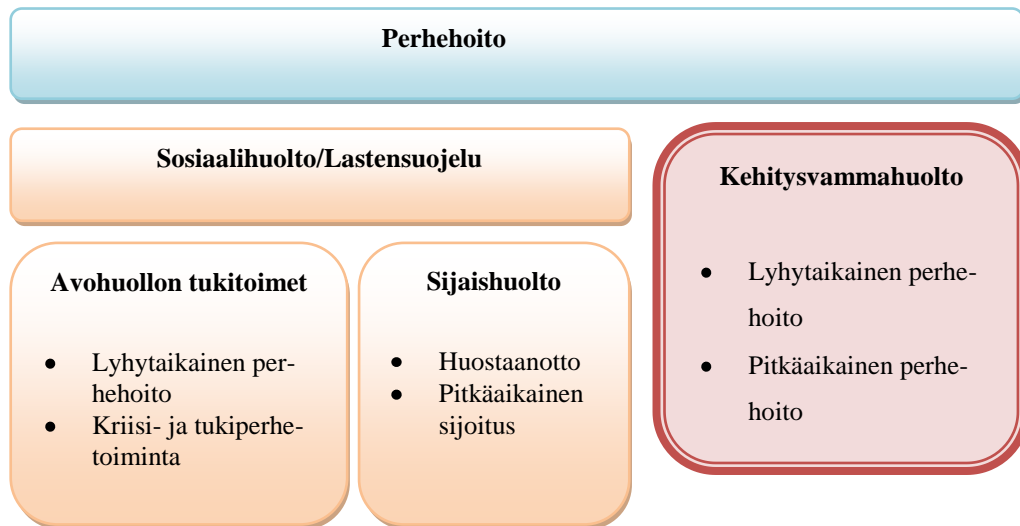 Perhehoito
Sosiaalihuolto/Lastensuojelu
Avohuollon tukitoimet
• Lyhytaikainen per-
hehoito
• Kriisi- ja tukiperhe-
toiminta
Sijaishuolto
• Huostaanotto
• Pitkäaikainen
sijoitus
Kehitysvammahuolto
• Lyhytaikainen perhe-
hoito
• Pitkäaikainen perhe-
hoito